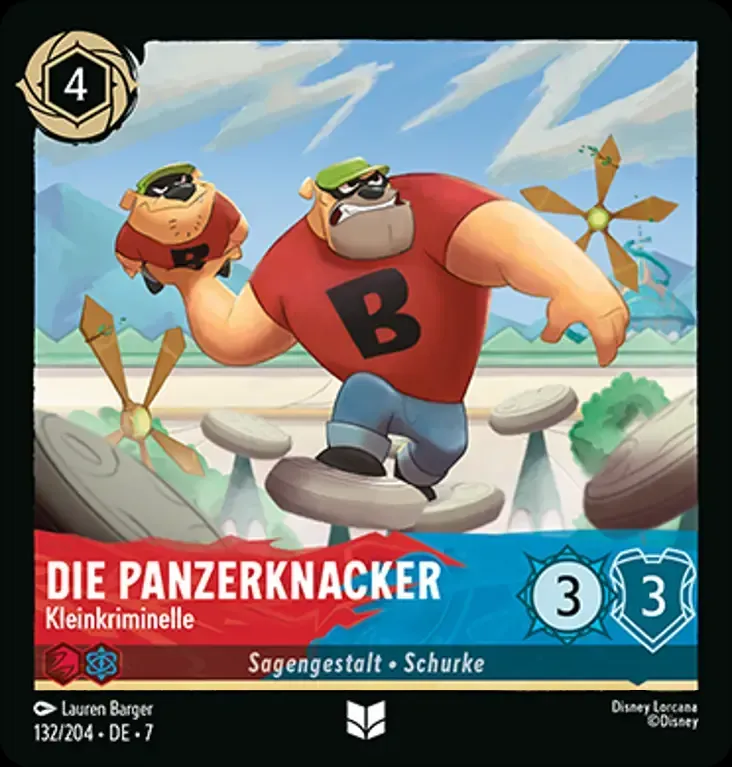 4
B
B
DIE PANZERKNACKER
Kleinkriminelle
3
3
Sagengestalt • Schurke
Lauren Barger
132/204 • DE • 7
Disney Lorcana
©Disney